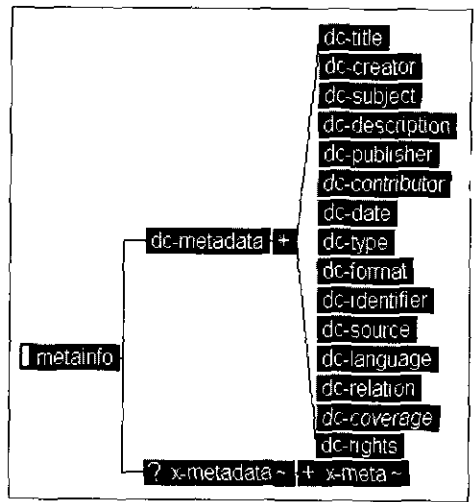 dc-title
dc-creator
dc-subject
dc-description
dc-publisher
dc-contributor
dc-metadata +
dc-date
dc-type
dc-format
dc-identifier
dc-source
metainfo
dc-language
dc-relation
dc-coverage
dc-rights
? x-metadata ~ + x-meta ~